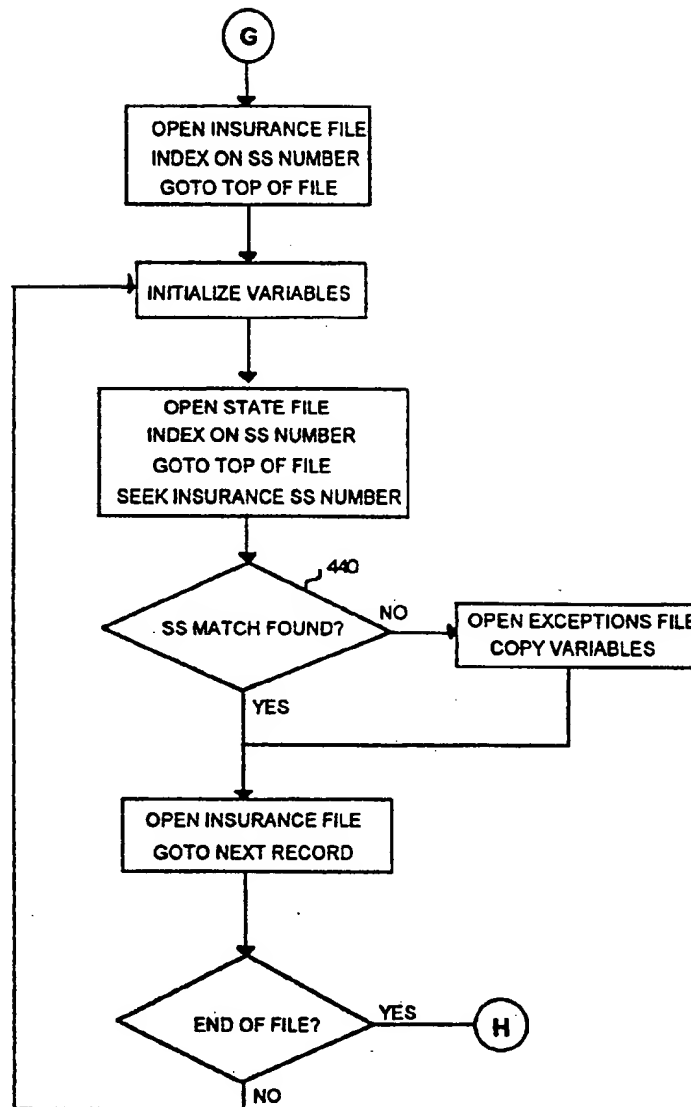 G
OPEN INSURANCE FILE
INDEX ON SS NUMBER
GOTO TOP OF FILE
INITIALIZE VARIABLES
OPEN STATE FILE
INDEX ON SS NUMBER
GOTO TOP OF FILE
SEEK INSURANCE SS NUMBER
440
SS MATCH FOUND?
NO
OPEN EXCEPTIONS FILE
COPY VARIABLES
YES
OPEN INSURANCE FILE
GOTO NEXT RECORD
END OF FILE?
YES
H
NO